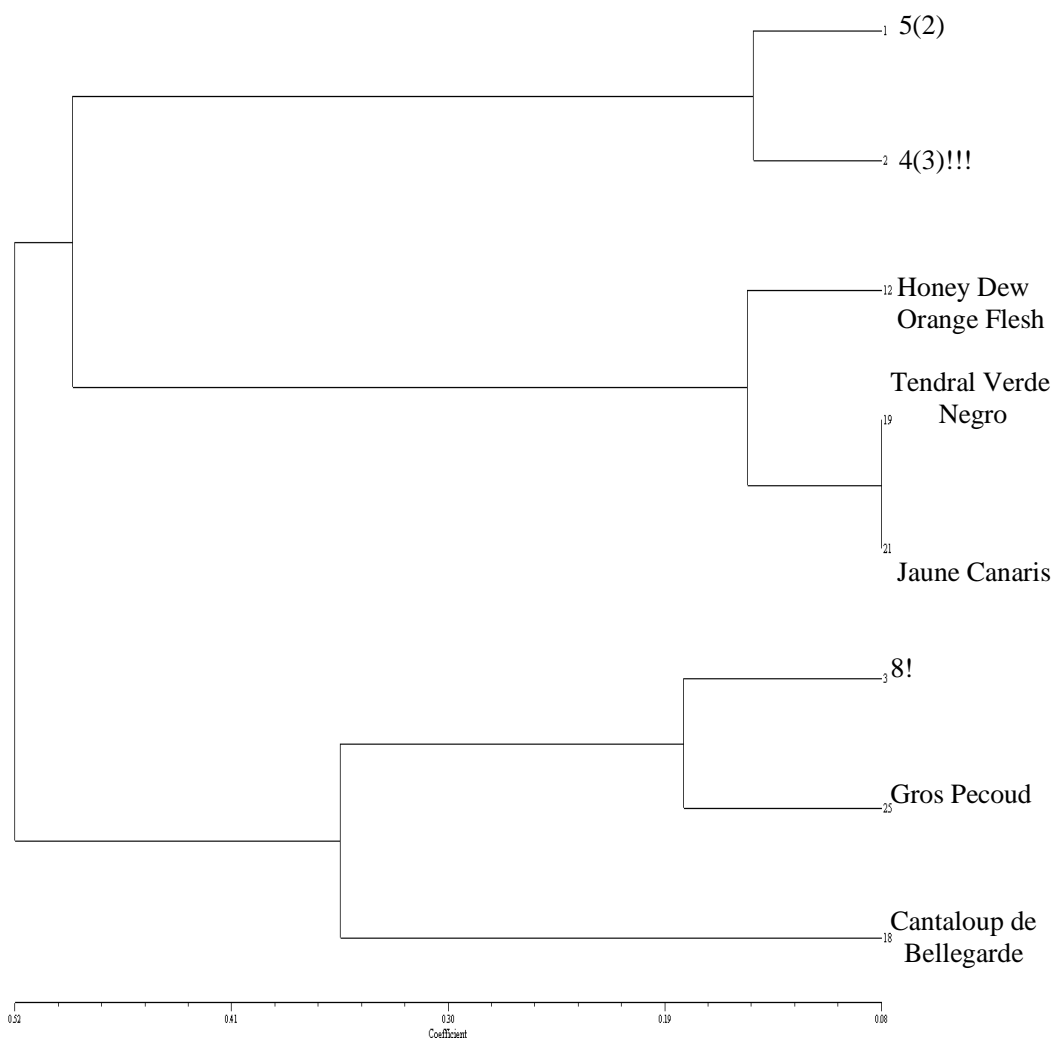 1 5(2)
2 4(3)!!!
12 Honey Dew
Orange Flesh
Tendral Verde
Negro
19
21
Jaune Canaris
3 8!
25 Gros Pecoud
18 Cantaloup de
Bellegarde
0.52 0.41 0.30 0.19 0.08
Coefficient